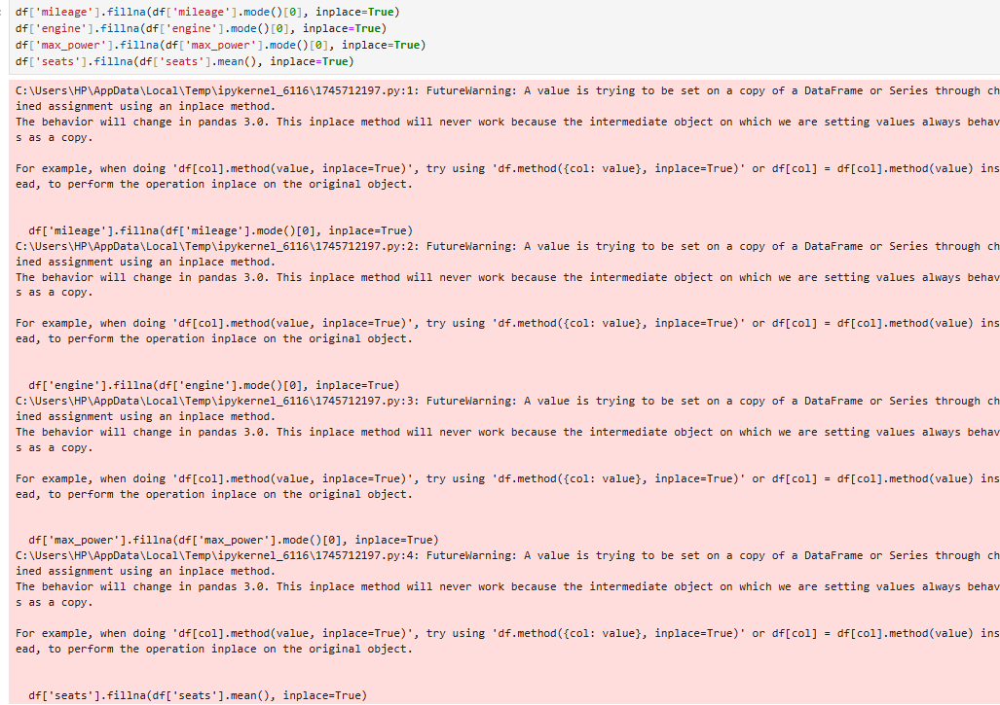 df['mileage'].fillna(df['mileage'].mode()[0], inplace=True)
df['engine'].fillna(df['engine'].mode()[0], inplace=True)
df['max_power'].fillna(df['max_power'].mode()[0], inplace=True)
df['seats'].fillna(df['seats'].mean(), inplace=True)
C:\Users\HP\AppData\Local\Temp\ipykernel_6116\1745712197.py:1: FutureWarning: A value is trying to be set on a copy of a DataFrame or Series through ch
ined assignment using an inplace method.
The behavior will change in pandas 3.0. This inplace method will never work because the intermediate object on which we are setting values always behav
s as a copy.
For example, when doing 'df[col].method(value, inplace=True)', try using 'df.method({col: value}, inplace=True)' or df[col] = df[col].method(value) ins
ead, to perform the operation inplace on the original object.
df['mileage'].fillna(df['mileage'].mode()[0], inplace=True)
C:\Users\HP\AppData\Local\Temp\ipykernel_6116\1745712197.py:2: FutureWarning: A value is trying to be set on a copy of a DataFrame or Series through ch
ined assignment using an inplace method.
The behavior will change in pandas 3.0. This inplace method will never work because the intermediate object on which we are setting values always behav
s as a copy.
For example, when doing 'df[col].method(value, inplace=True)', try using 'df.method({col: value}, inplace=True)' or df[col] = df[col].method(value) ins
ead, to perform the operation inplace on the original object.
df['engine'].fillna(df['engine'].mode()[0], inplace=True)
C:\Users\HP\AppData\Local\Temp\ipykernel_6116\1745712197.py:3: FutureWarning: A value is trying to be set on a copy of a DataFrame or Series through ch
ined assignment using an inplace method.
The behavior will change in pandas 3.0. This inplace method will never work because the intermediate object on which we are setting values always behav
s as a copy.
For example, when doing 'df[col].method(value, inplace=True)', try using 'df.method({col: value}, inplace=True)' or df[col] = df[col].method(value) ins
ead, to perform the operation inplace on the original object.
df['max_power'].fillna(df['max_power'].mode()[0], inplace=True)
C:\Users\HP\AppData\Local\Temp\ipykernel_6116\1745712197.py:4: FutureWarning: A value is trying to be set on a copy of a DataFrame or Series through ch
ined assignment using an inplace method.
The behavior will change in pandas 3.0. This inplace method will never work because the intermediate object on which we are setting values always behav
s as a copy.
For example, when doing 'df[col].method(value, inplace=True)', try using 'df.method({col: value}, inplace=True)' or df[col] = df[col].method(value) ins
ead, to perform the operation inplace on the original object.
df['seats'].fillna(df['seats'].mean(), inplace=True)